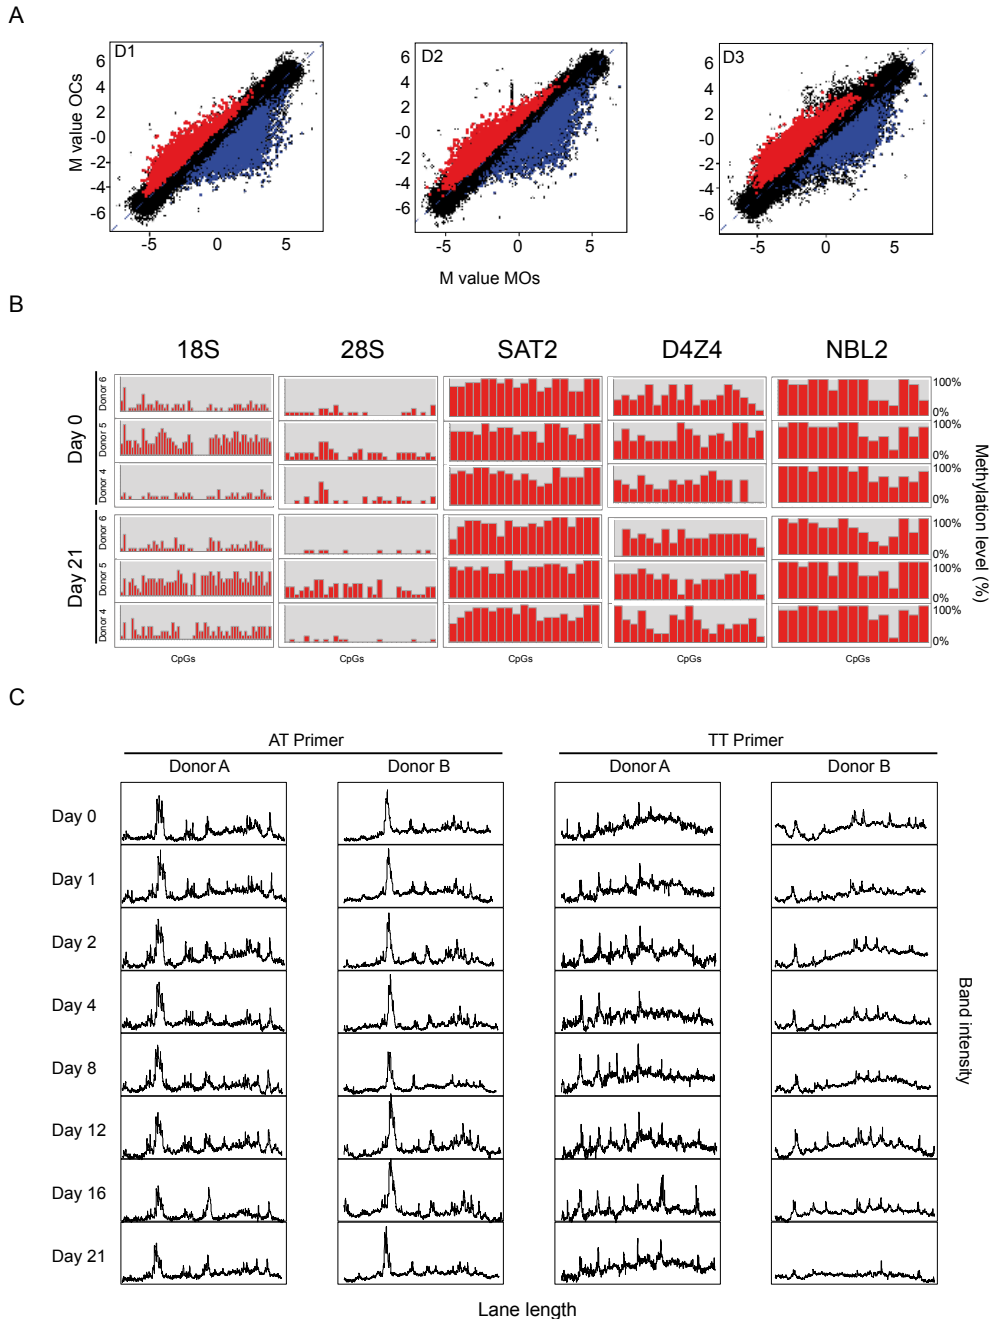 A
D1
D2
D3
M value OCs
6
4
2
-0
-2
-4
-6
6
4
2
-0
-2
-4
-6
6
4
2
-0
-2
-4
-6
-5
0
5
-5
0
5
-5
0
5
M value MOs
B
18S
28S
SAT2
D4Z4
NBL2
Day 0
Donor 6
Donor 5
Donor 4
Day 21
Donor 6
Donor 5
Donor 4
100%
0%
100%
0%
100%
0%
100%
0%
100%
0%
100%
0%
Methylation level (%)
CpGs
CpGs
CpGs
CpGs
CpGs
C
AT Primer
TT Primer
Donor A
Donor B
Donor A
Donor B
Day 0
Day 1
Day 2
Day 4
Day 8
Day 12
Day 16
Day 21
Band intensity
Lane length